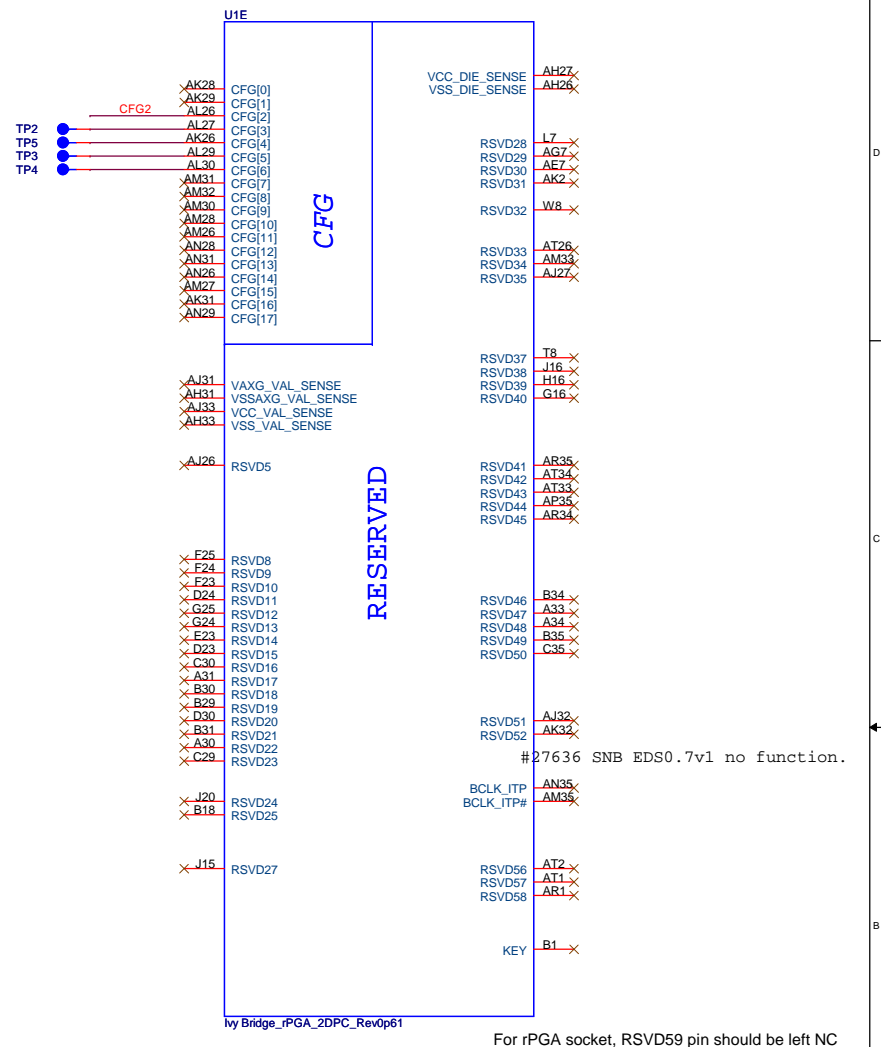 U1E
AK28 CFG[0]
AK29 CFG[1]
CFG2 AL26 CFG[2]
TP2 AL27 CFG[3]
TP5 AK26 CFG[4]
TP3 AL29 CFG[5]
TP4 AL30 CFG[6]
AM31 CFG[7]
AM32 CFG[8]
AM30 CFG[9]
AM28 CFG[10]
AM26 CFG[11]
AN28 CFG[12]
AN31 CFG[13]
AN26 CFG[14]
AM27 CFG[15]
AK31 CFG[16]
AN29 CFG[17]
CFG
AJ31 VAXG_VAL_SENSE
AH31 VSSAXG_VAL_SENSE
AJ33 VCC_VAL_SENSE
AH33 VSS_VAL_SENSE
AJ26 RSVD5
F25 RSVD8
F24 RSVD9
F23 RSVD10
D24 RSVD11
G25 RSVD12
G24 RSVD13
E23 RSVD14
D23 RSVD15
C30 RSVD16
A31 RSVD17
B30 RSVD18
B29 RSVD19
D30 RSVD20
B31 RSVD21
A30 RSVD22
C29 RSVD23
J20 RSVD24
B18 RSVD25
J15 RSVD27
RESERVED
VCC_DIE_SENSE AH27
VSS_DIE_SENSE AH26
RSVD28 L7
RSVD29 AG7
RSVD30 AE7
RSVD31 AK2
RSVD32 W8
RSVD33 AT26
RSVD34 AM33
RSVD35 AJ27
RSVD37 T8
RSVD38 J16
RSVD39 H16
RSVD40 G16
RSVD41 AR35
RSVD42 AT34
RSVD43 AT33
RSVD44 AP35
RSVD45 AR34
RSVD46 B34
RSVD47 A33
RSVD48 A34
RSVD49 B35
RSVD50 C35
RSVD51 AJ32
RSVD52 AK32
#27636 SNB EDS0.7v1 no function.
BCLK_ITP AN35
BCLK_ITP# AM35
RSVD56 AT2
RSVD57 AT1
RSVD58 AR1
KEY B1
Ivy Bridge_rPGA_2DPC_Rev0p61
For rPGA socket, RSVD59 pin should be left NC
D
C
B